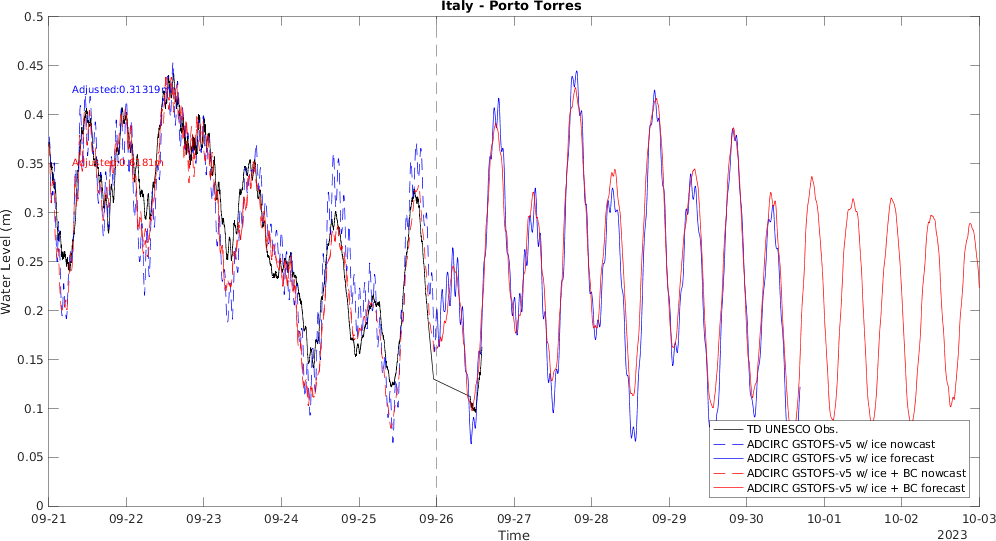 Italy - Porto Torres
Water Level (m)
0.5
0.45
0.4
0.35
0.3
0.25
0.2
0.15
0.1
0.05
0
Adjusted:0.31319m
TD UNESCO Obs.
ADCIRC GSTOFS-v5 w/ ice nowcast
ADCIRC GSTOFS-v5 w/ ice forecast
ADCIRC GSTOFS-v5 w/ ice + BC nowcast
ADCIRC GSTOFS-v5 w/ ice + BC forecast
09-21 09-22 09-23 09-24 09-25 09-26 09-27 09-28 09-29 09-30 10-01 10-02 10-03
Time
2023